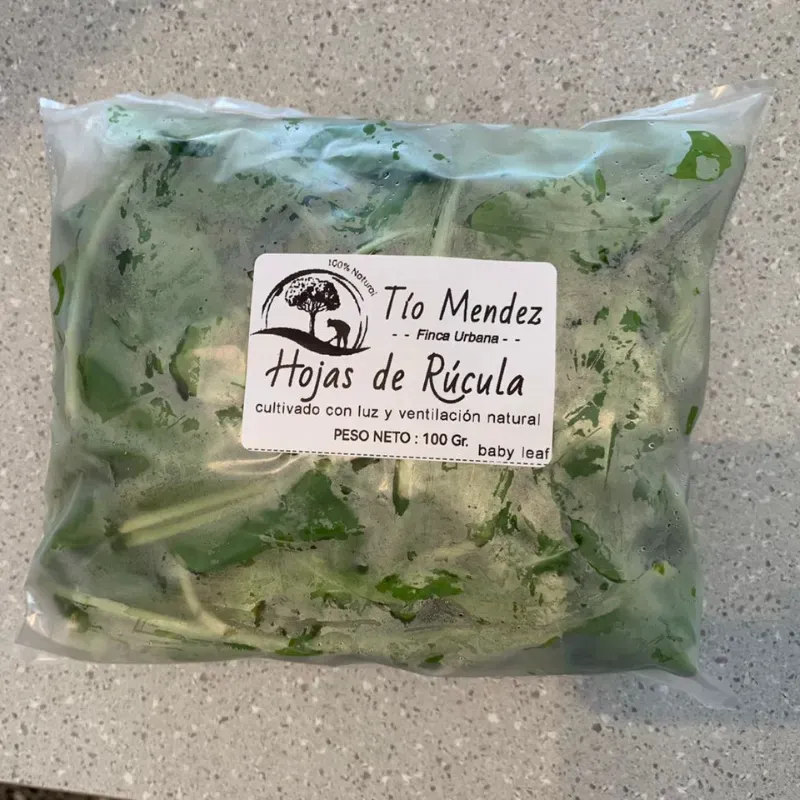 100% Natural
Tío Mendez
- - Finca Urbana - -
Hojas de Rúcula
cultivado con luz y ventilación natural
PESO NETO : 100 Gr.
baby leaf